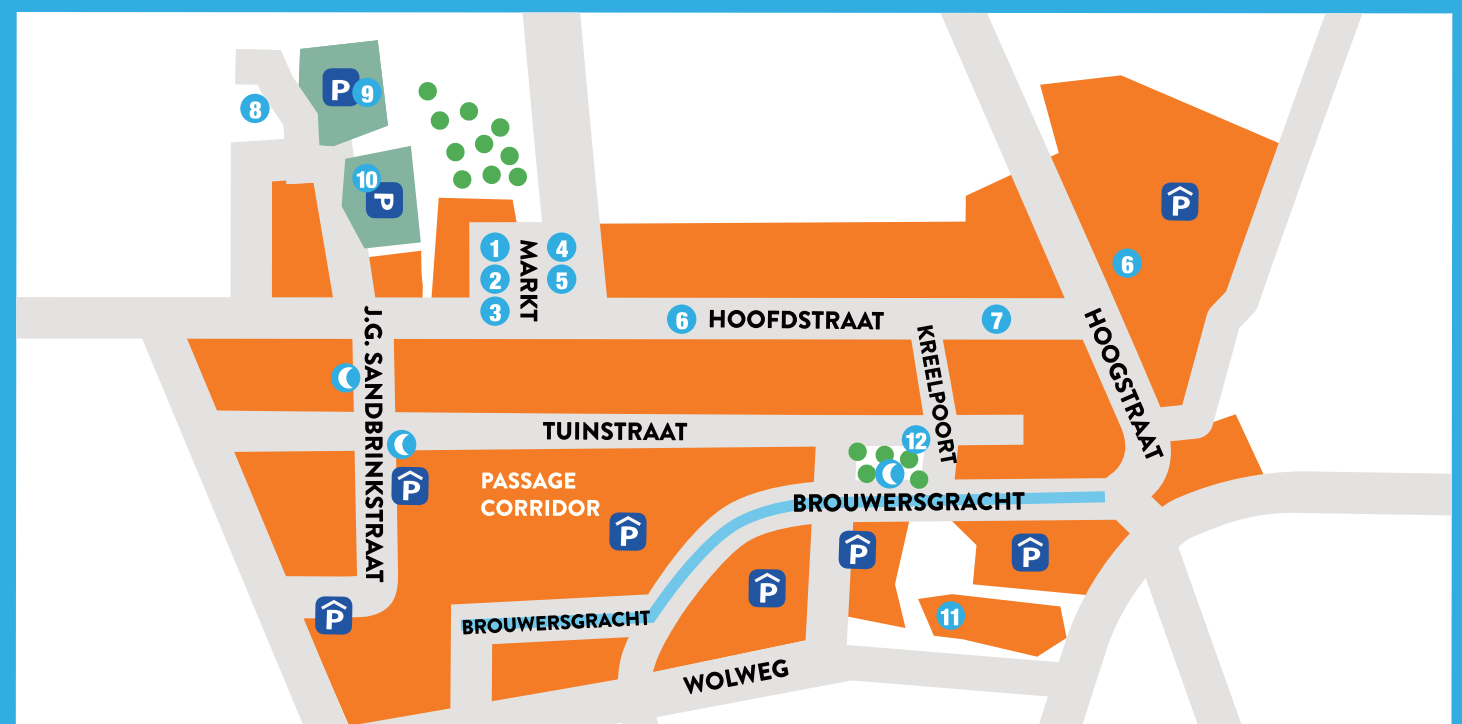 P 9
8
10
P
P
1
4
MARKT
2
5
6
3
6
HOOFDSTRAAT
7
J.G. SANDBRINKSTRAAT
KREELPOORT
HOOGSTRAAT
TUINSTRAAT
12
P
PASSAGE
CORRIDOR
BROUWERSGRACHT
P
P
P
P
P
BROUWERSGRACHT
11
WOLWEG